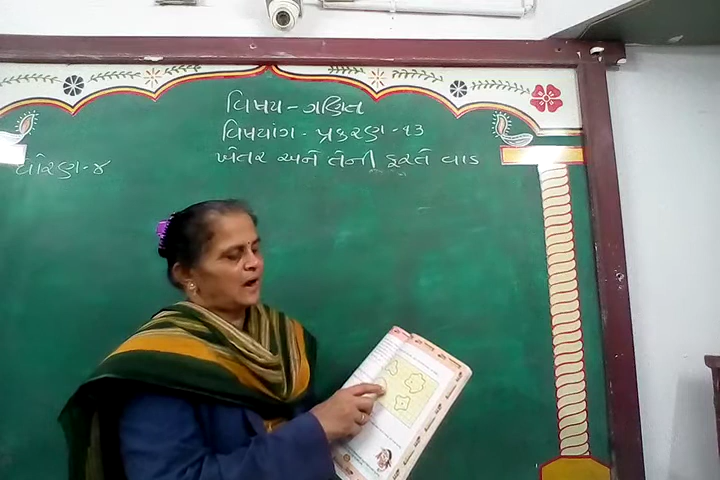 વિષય - ગણિત
વિષયાંગ - પ્રકરણ - ૧૩
ધોરણ - ૪
ખેતર અને તેની ફરતે વાડ